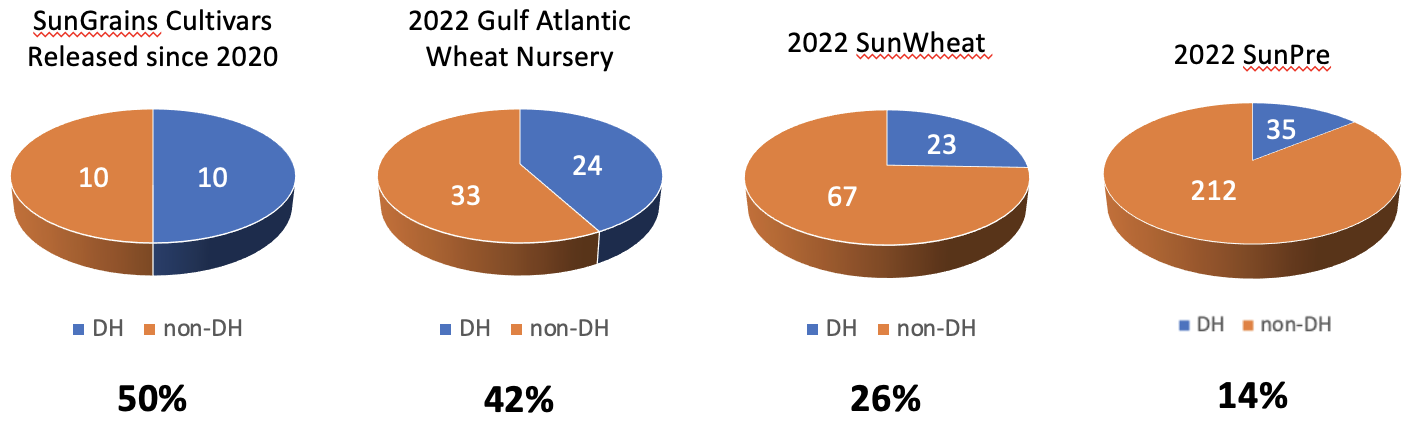 SunGrains Cultivars
Released since 2020
10
10
DH non-DH
50%
2022 Gulf Atlantic
Wheat Nursery
24
33
DH non-DH
42%
2022 SunWheat
23
67
DH non-DH
26%
2022 SunPre
35
212
DH non-DH
14%